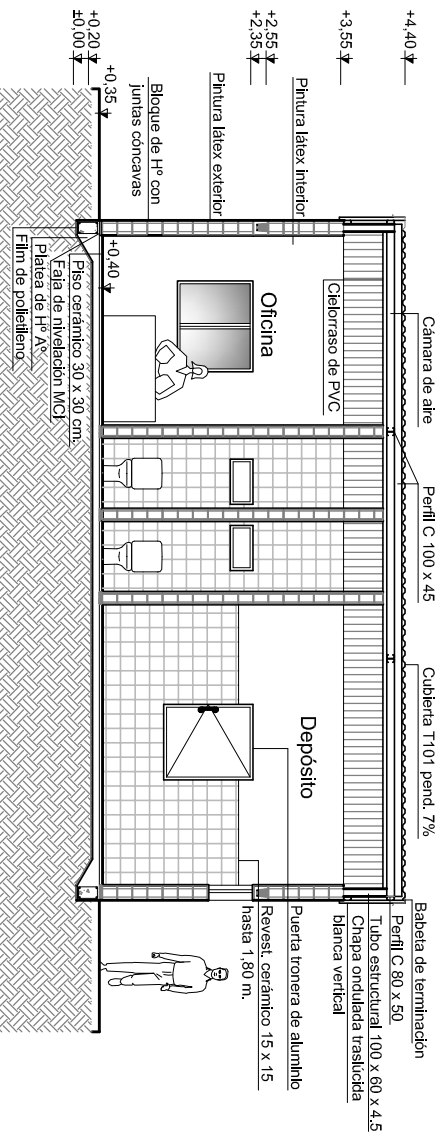 Cámara de aire
Perfil C 100 x 45
Cubierta T101 pend. 7%
Babeta de terminación
Perfil C 80 x 50
Tubo estructural 100 x 60 x 4.5
Chapa ondulada traslúcida
blanca vertical
+4,40
+3,55
+2,55
+2,35
+0,20
±0,00
+0,35
Pintura látex interior
Pintura látex exterior
Bloque de Hº con
juntas cóncavas
Cielorraso de PVC
Oficina
+0,40
Depósito
Puerta tronera de aluminio
Revest. cerámico 15 x 15
hasta 1,80 m.
Piso cerámico 30 x 30 cm.
Faja de nivelación MCI
Platea de Hº Aº
Film de polietileno